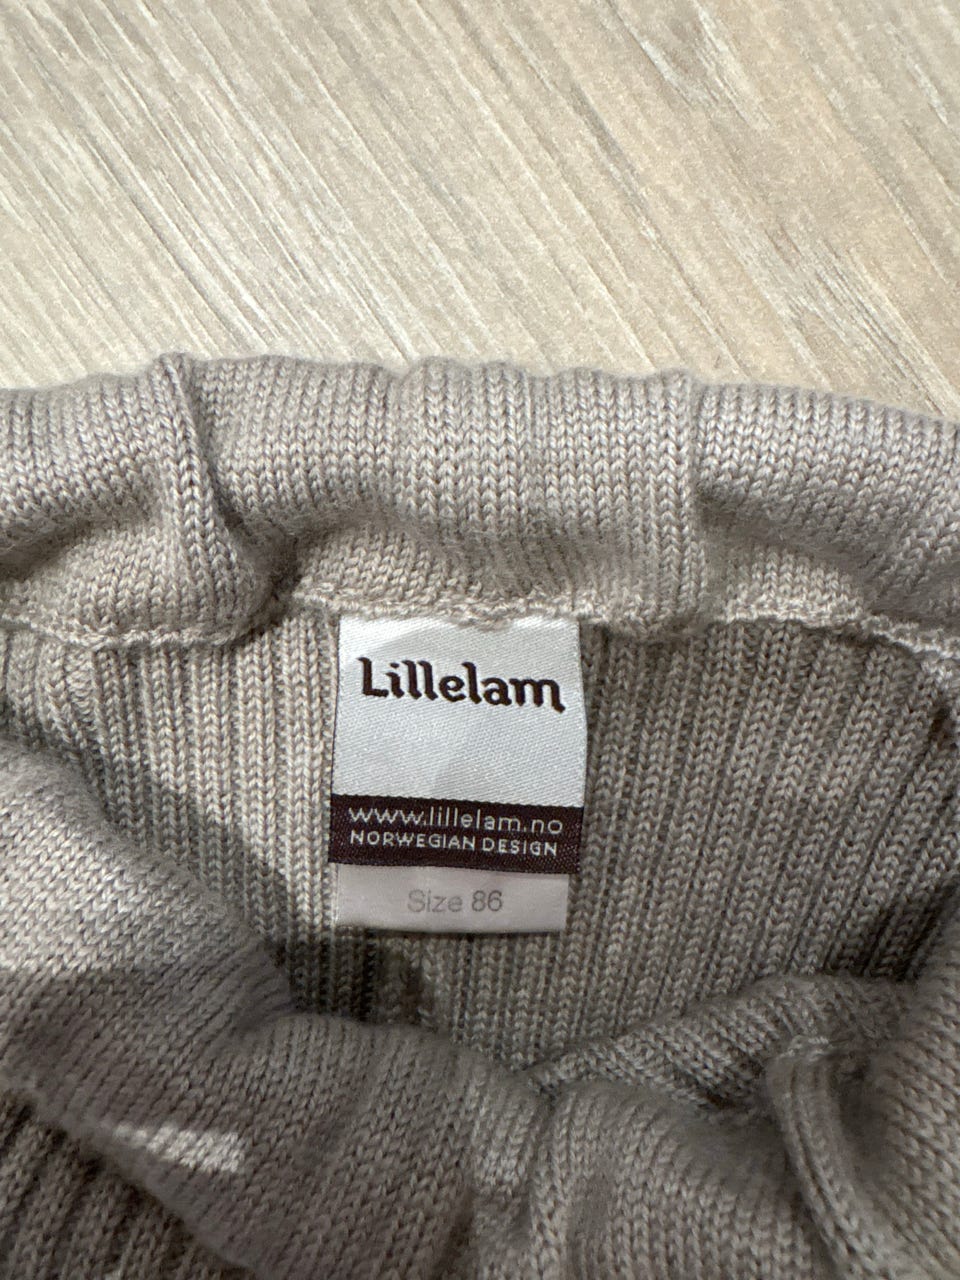 Lillelam
www.lillelam.no
NORWEGIAN DESIGN
Size 86